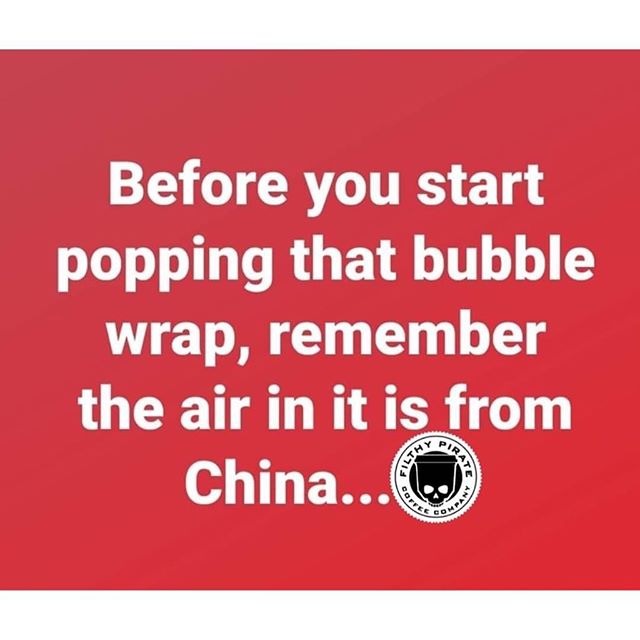 Before you start
popping that bubble
wrap, remember
the air in it is from
China...
FILTHY PIRATE
COFFEE COMPANY